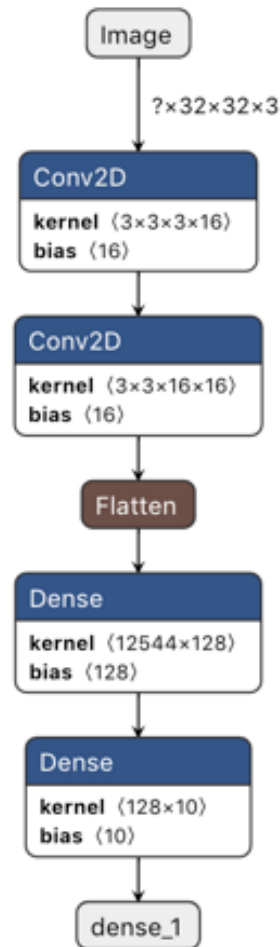 Image
?×32×32×3
Conv2D
kernel ⟨3×3×3×16⟩
bias ⟨16⟩
Conv2D
kernel ⟨3×3×16×16⟩
bias ⟨16⟩
Flatten
Dense
kernel ⟨12544×128⟩
bias ⟨128⟩
Dense
kernel ⟨128×10⟩
bias ⟨10⟩
dense_1